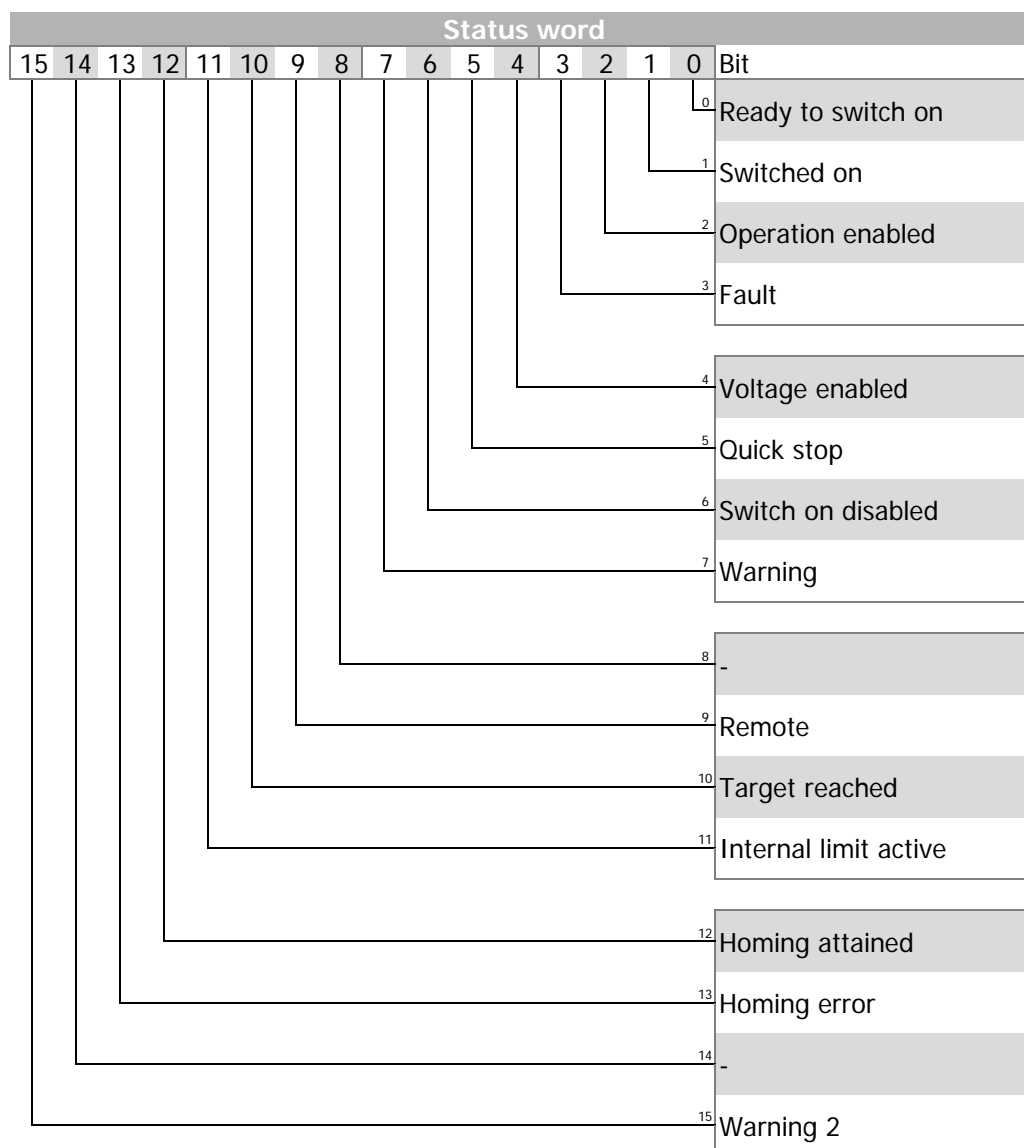 Status word
15 14 13 12 11 10 9 8 7 6 5 4 3 2 1 0 Bit
0 Ready to switch on
1 Switched on
2 Operation enabled
3 Fault
4 Voltage enabled
5 Quick stop
6 Switch on disabled
7 Warning
8 -
9 Remote
10 Target reached
11 Internal limit active
12 Homing attained
13 Homing error
14 -
15 Warning 2